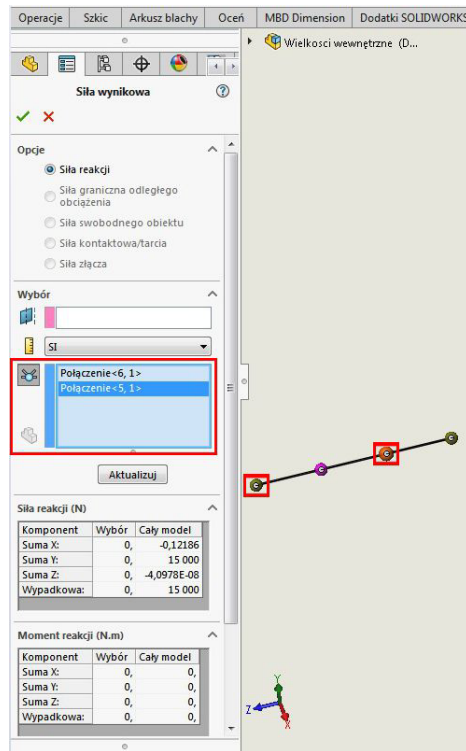 Operacje Szkic Arkusz blachy Oceń MBD Dimension Dodatki SOLIDWORKS
Wielkosci wewnętrzne (D...
Siła wynikowa
Opcje
Siła reakcji
Siła graniczna odległego
obciążenia
Siła swobodnego obiektu
Siła kontaktowa/tarcia
Siła złącza
Wybór
SI
Połączenie<6, 1>
Połączenie<5, 1>
Aktualizuj
Siła reakcji (N)
Komponent Wybór Cały model
Suma X: 0, -0,12186
Suma Y: 0, 15 000
Suma Z: 0, -4,0978E-08
Wypadkowa: 0, 15 000
Moment reakcji (N.m)
Komponent Wybór Cały model
Suma X: 0, 0,
Suma Y: 0, 0,
Suma Z: 0, 0,
Wypadkowa: 0, 0,
Y
Z
X